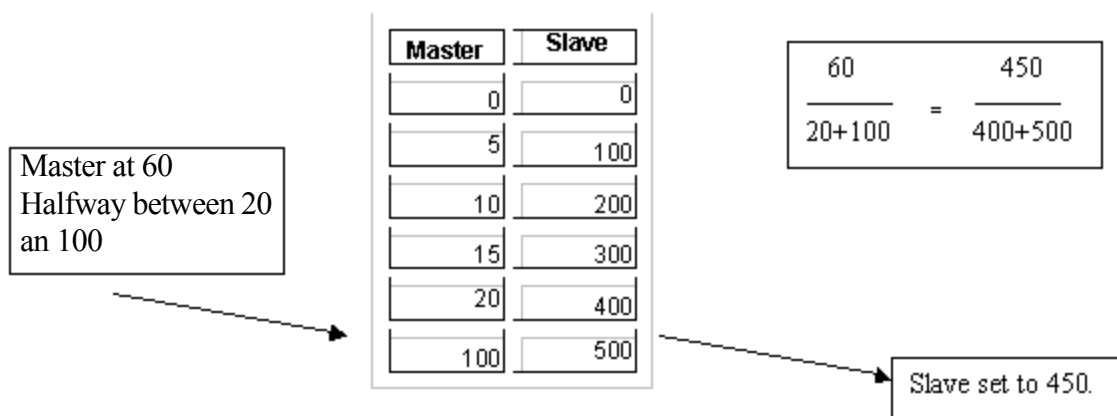 Master Slave
0 0
5 100
10 200
15 300
20 400
100 500
60 450
= 
20+100 400+500
Master at 60
Halfway between 20
an 100
Slave set to 450.